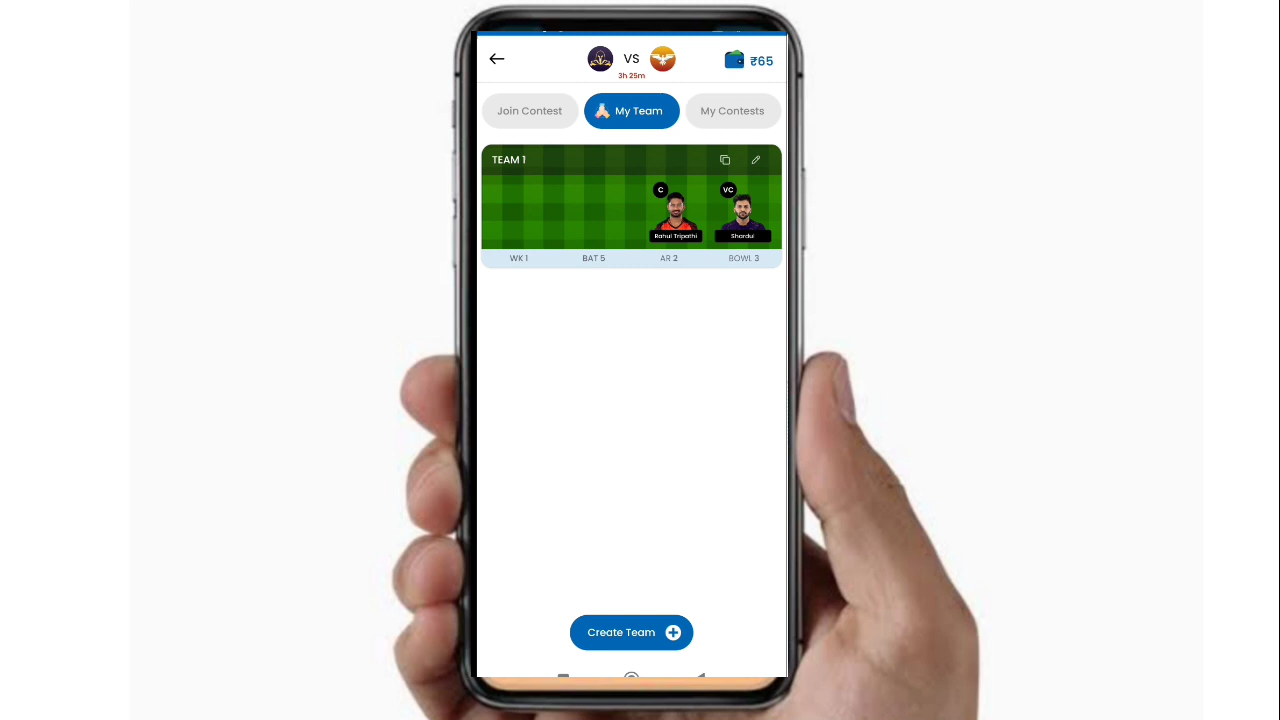 VS
3h 25m
₹65
Join Contest
My Team
My Contests
TEAM 1
C
VC
Rahul Tripathi
Shardul
WK 1
BAT 5
AR 2
BOWL 3
Create Team